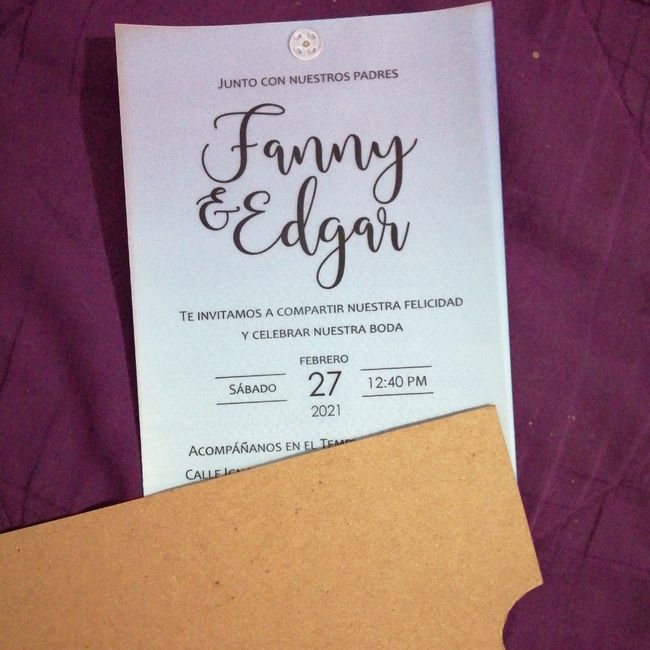 Junto con nuestros padres
Fanny
& Edgar
Te invitamos a compartir nuestra felicidad
y celebrar nuestra boda
Febrero
Sábado 27 12:40 PM
2021
Acompáñanos en el
Calle